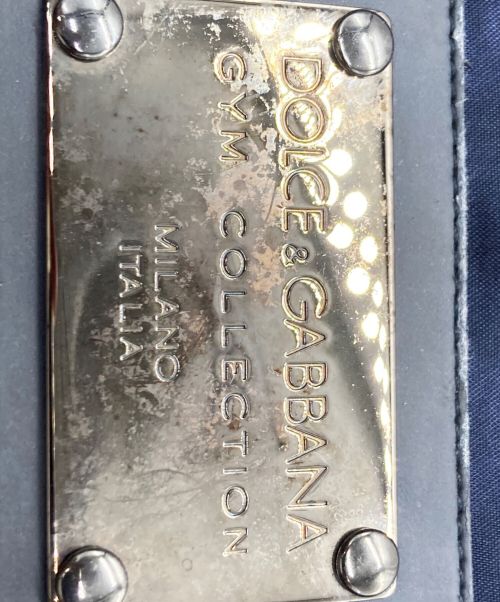 DOLCE & GABBANA
GYM COLLECTION
MILANO
ITALIA